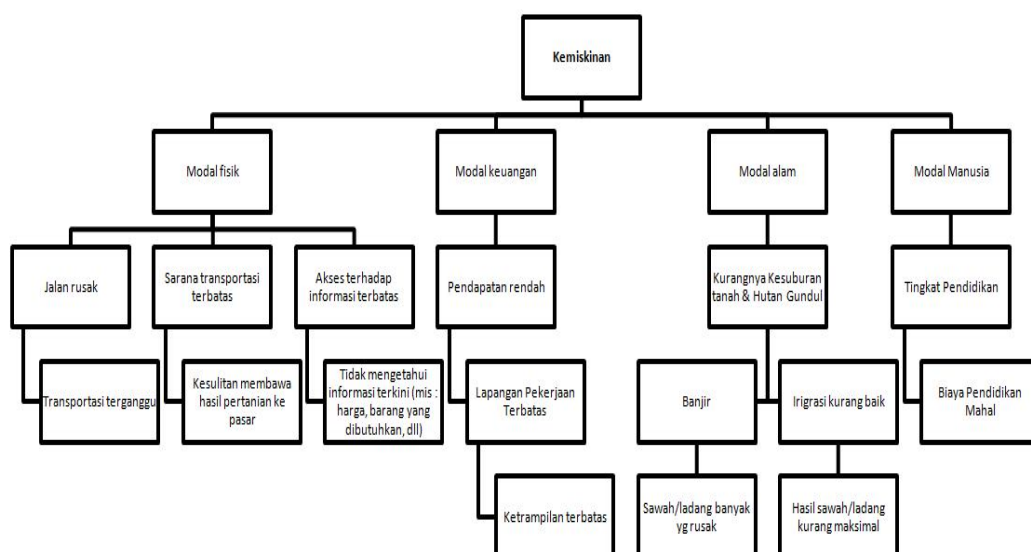 Kemiskinan
Modal fisik
Modal keuangan
Modal alam
Modal Manusia
Jalan rusak
Sarana transportasi
terbatas
Akses terhadap
informasi terbatas
Pendapatan rendah
Kurangnya Kesuburan
tanah & Hutan Gundul
Tingkat Pendidikan
Transportasi terganggu
Kesulitan membawa
hasil pertanian ke
pasar
Tidak mengetahui
informasi terkini (mis :
harga, barang yang
dibutuhkan, dll)
Lapangan Pekerjaan
Terbatas
Banjir
Irigrasi kurang baik
Biaya Pendidikan
Mahal
Ketrampilan terbatas
Sawah/ladang banyak
yg rusak
Hasil sawah/ladang
kurang maksimal